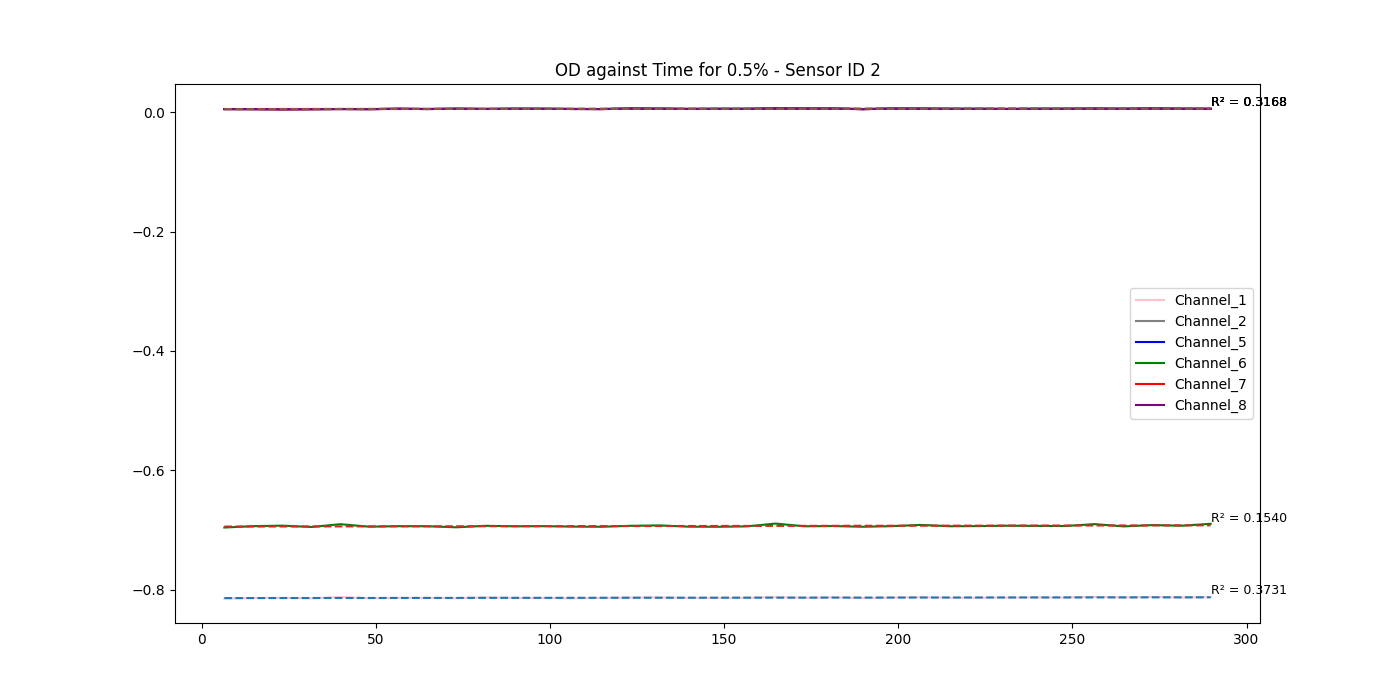 OD against Time for 0.5% - Sensor ID 2
0.0
−0.2
−0.4
−0.6
−0.8
0
50
100
150
200
250
300
R² = 0.3168
R² = 0.1540
R² = 0.3731
Channel_1
Channel_2
Channel_5
Channel_6
Channel_7
Channel_8